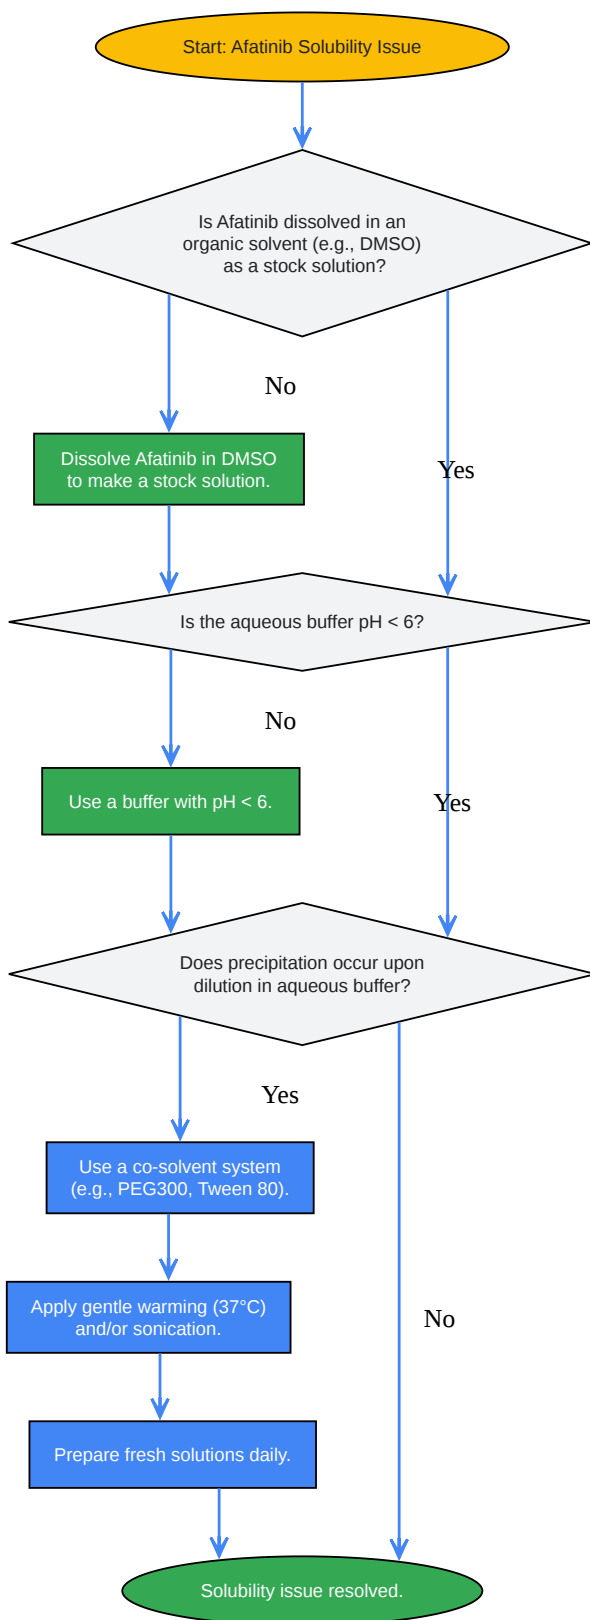 Start: Afatinib Solubility Issue
Is Afatinib dissolved in an
organic solvent (e.g., DMSO)
as a stock solution?
No
Dissolve Afatinib in DMSO
to make a stock solution.
Yes
Is the aqueous buffer pH < 6?
No
Use a buffer with pH < 6.
Yes
Does precipitation occur upon
dilution in aqueous buffer?
Yes
Use a co-solvent system
(e.g., PEG300, Tween 80).
Apply gentle warming (37°C)
and/or sonication.
No
Prepare fresh solutions daily.
Solubility issue resolved.